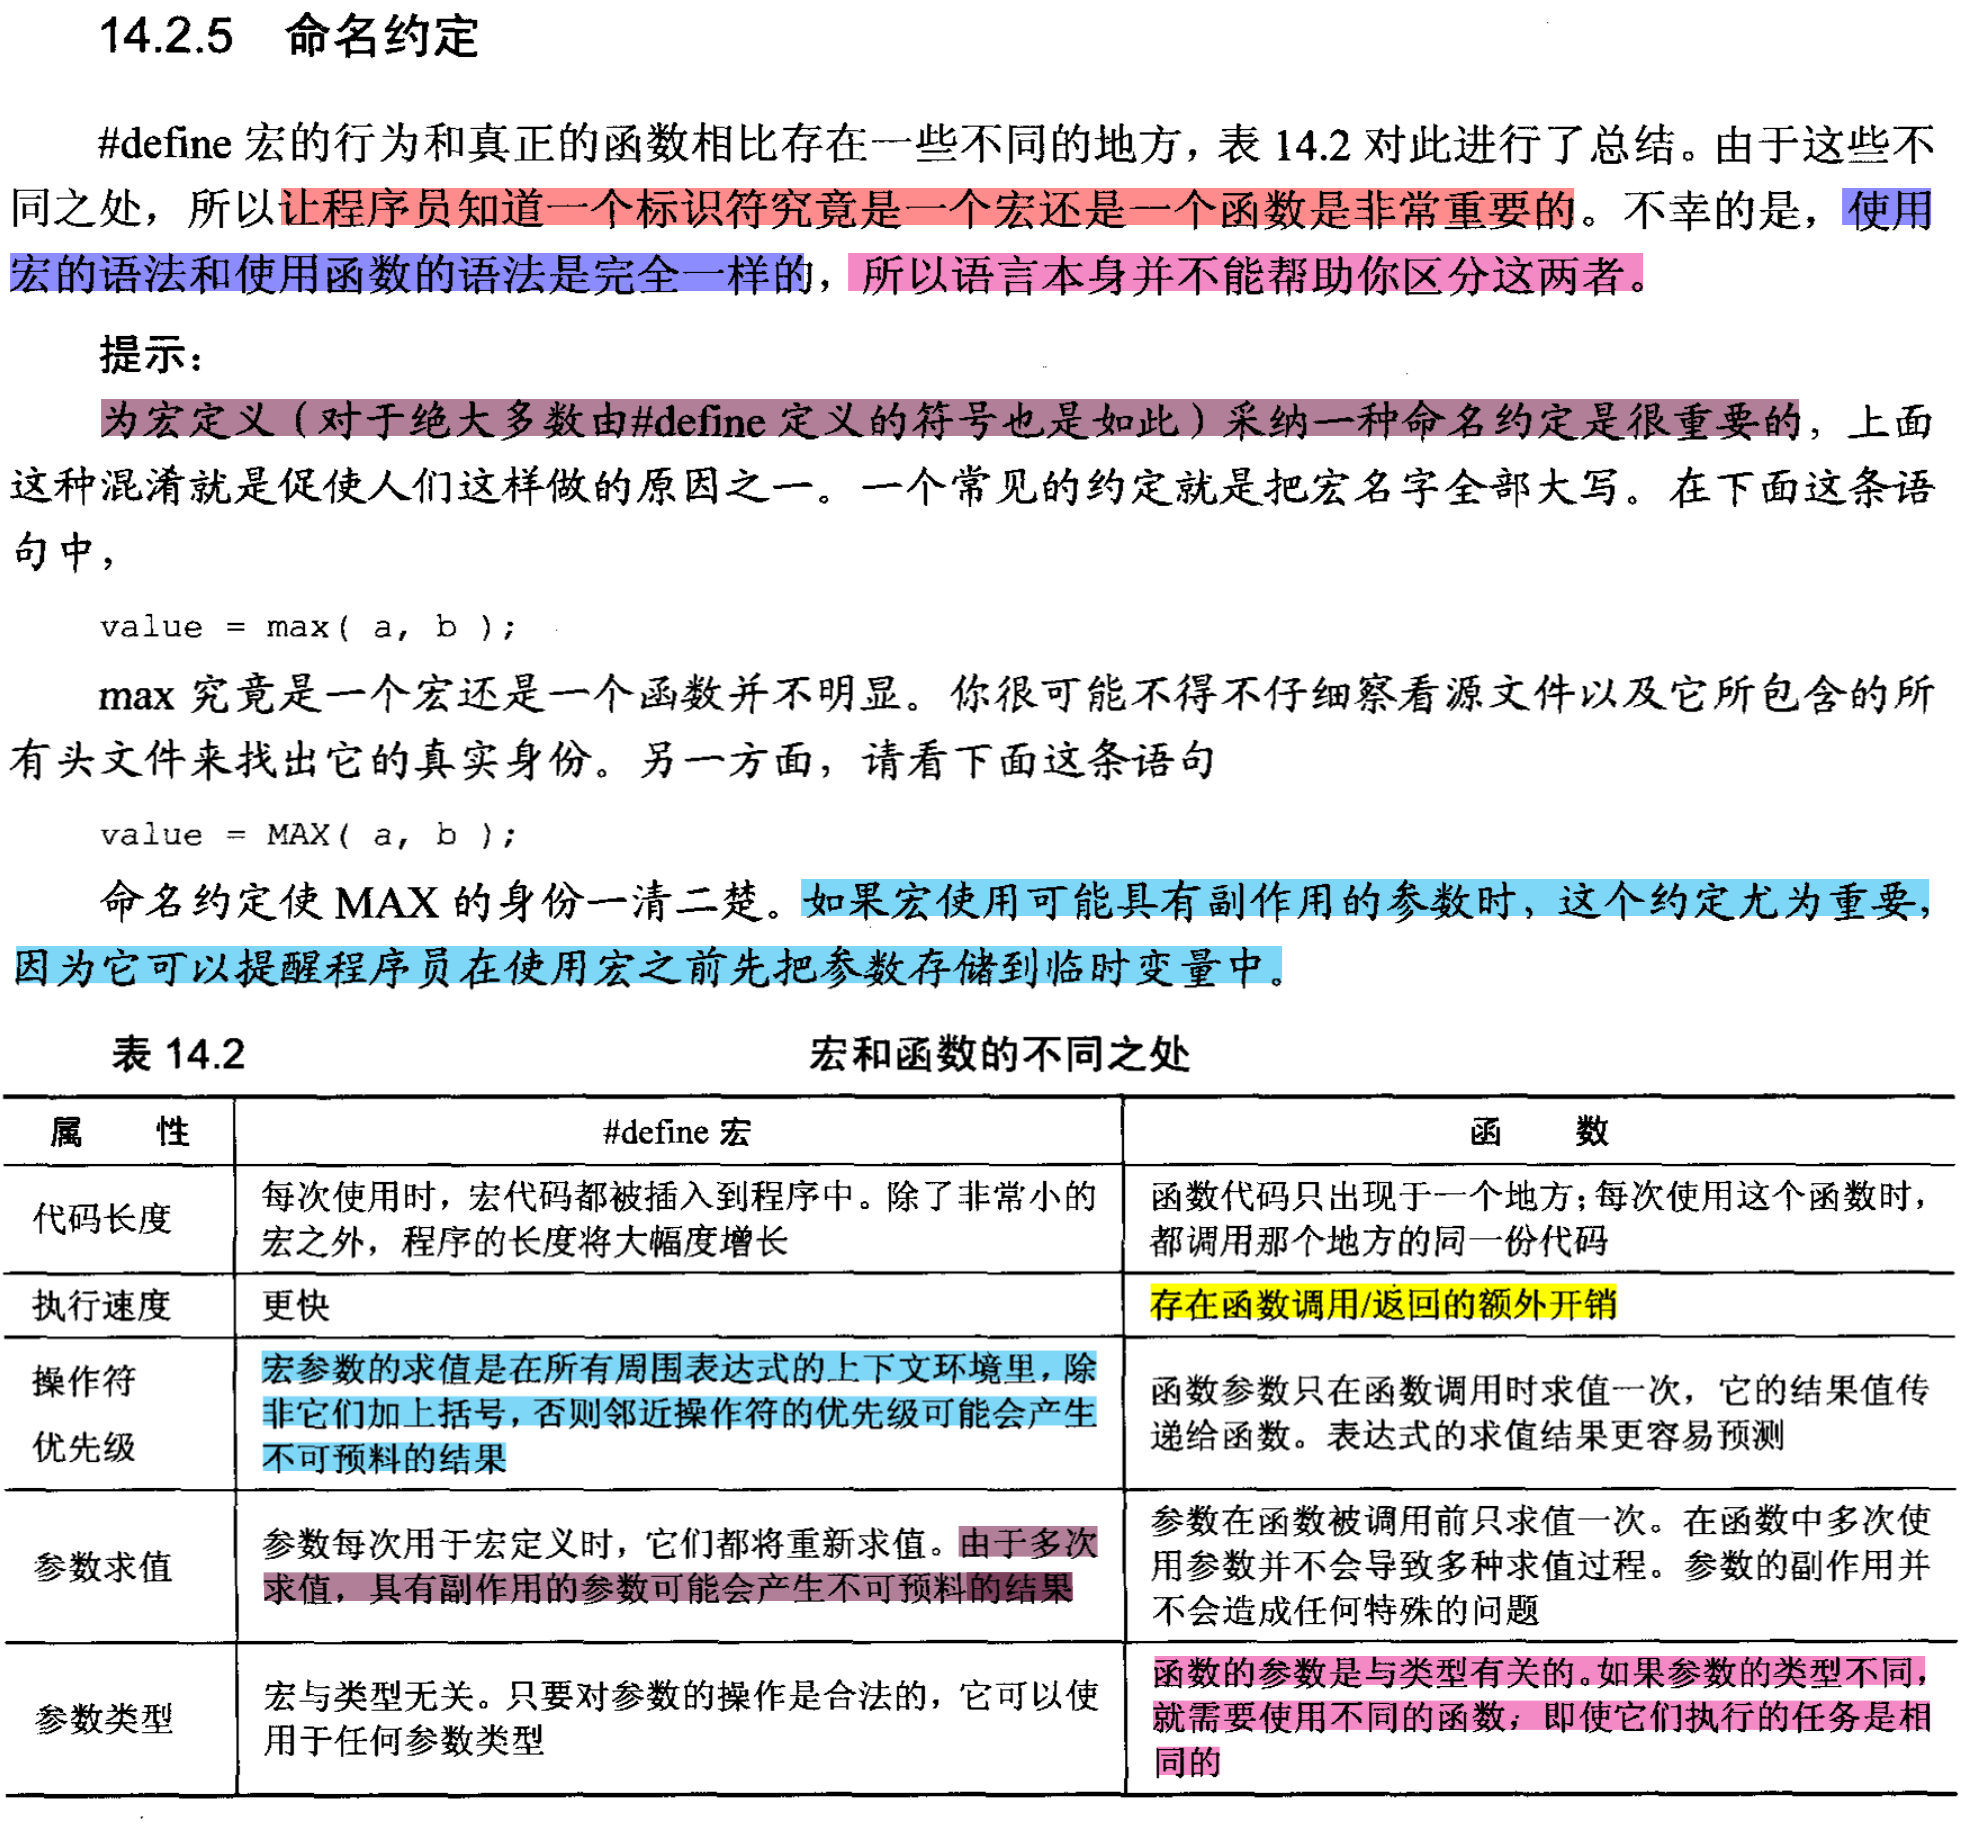 14.2.5 命名约定
#define 宏的行为和真正的函数相比存在一些不同的地方，表 14.2 对此进行了总结。由于这些不
同之处，所以让程序员知道一个标识符究竟是一个宏还是一个函数是非常重要的。不幸的是，使用
宏的语法和使用函数的语法是完全一样的，所以语言本身并不能帮助你区分这两者。
提示：
为宏定义（对于绝大多数由#define 定义的符号也是如此）采纳一种命名约定是很重要的，上面
这种混淆就是促使人们这样做的原因之一。一个常见的约定就是把宏名字全部大写。在下面这条语
句中，
value = max( a, b );
max 究竟是一个宏还是一个函数并不明显。你很可能不得不仔细察看源文件以及它所包含的所
有头文件来找出它的真实身份。另一方面，请看下面这条语句
value = MAX( a, b );
命名约定使 MAX 的身份一清二楚。如果宏使用可能具有副作用的参数时，这个约定尤为重要，
因为它可以提醒程序员在使用宏之前先把参数存储到临时变量中。
表 14.2 宏和函数的不同之处
属 性 #define 宏 函 数
代码长度
每次使用时，宏代码都被插入到程序中。除了非常小的
宏之外，程序的长度将大幅度增长
函数代码只出现于一个地方；每次使用这个函数时，
都调用那个地方的同一份代码
执行速度
更快
存在函数调用/返回的额外开销
操作符
优先级
宏参数的求值是在所有周围表达式的上下文环境里，除
非它们加上括号，否则邻近操作符的优先级可能会产生
不可预料的结果
函数参数只在函数调用时求值一次，它的结果值传
递给函数。表达式的求值结果更容易预测
参数求值
参数每次用于宏定义时，它们都将重新求值。由于多次
求值，具有副作用的参数可能会产生不可预料的结果
参数在函数被调用前只求值一次。在函数中多次使
用参数并不会导致多种求值过程。参数的副作用并
不会造成任何特殊的问题
参数类型
宏与类型无关。只要对参数的操作是合法的，它可以使
用于任何参数类型
函数的参数是与类型有关的。如果参数的类型不同，
就需要使用不同的函数，即使它们执行的任务是相
同的